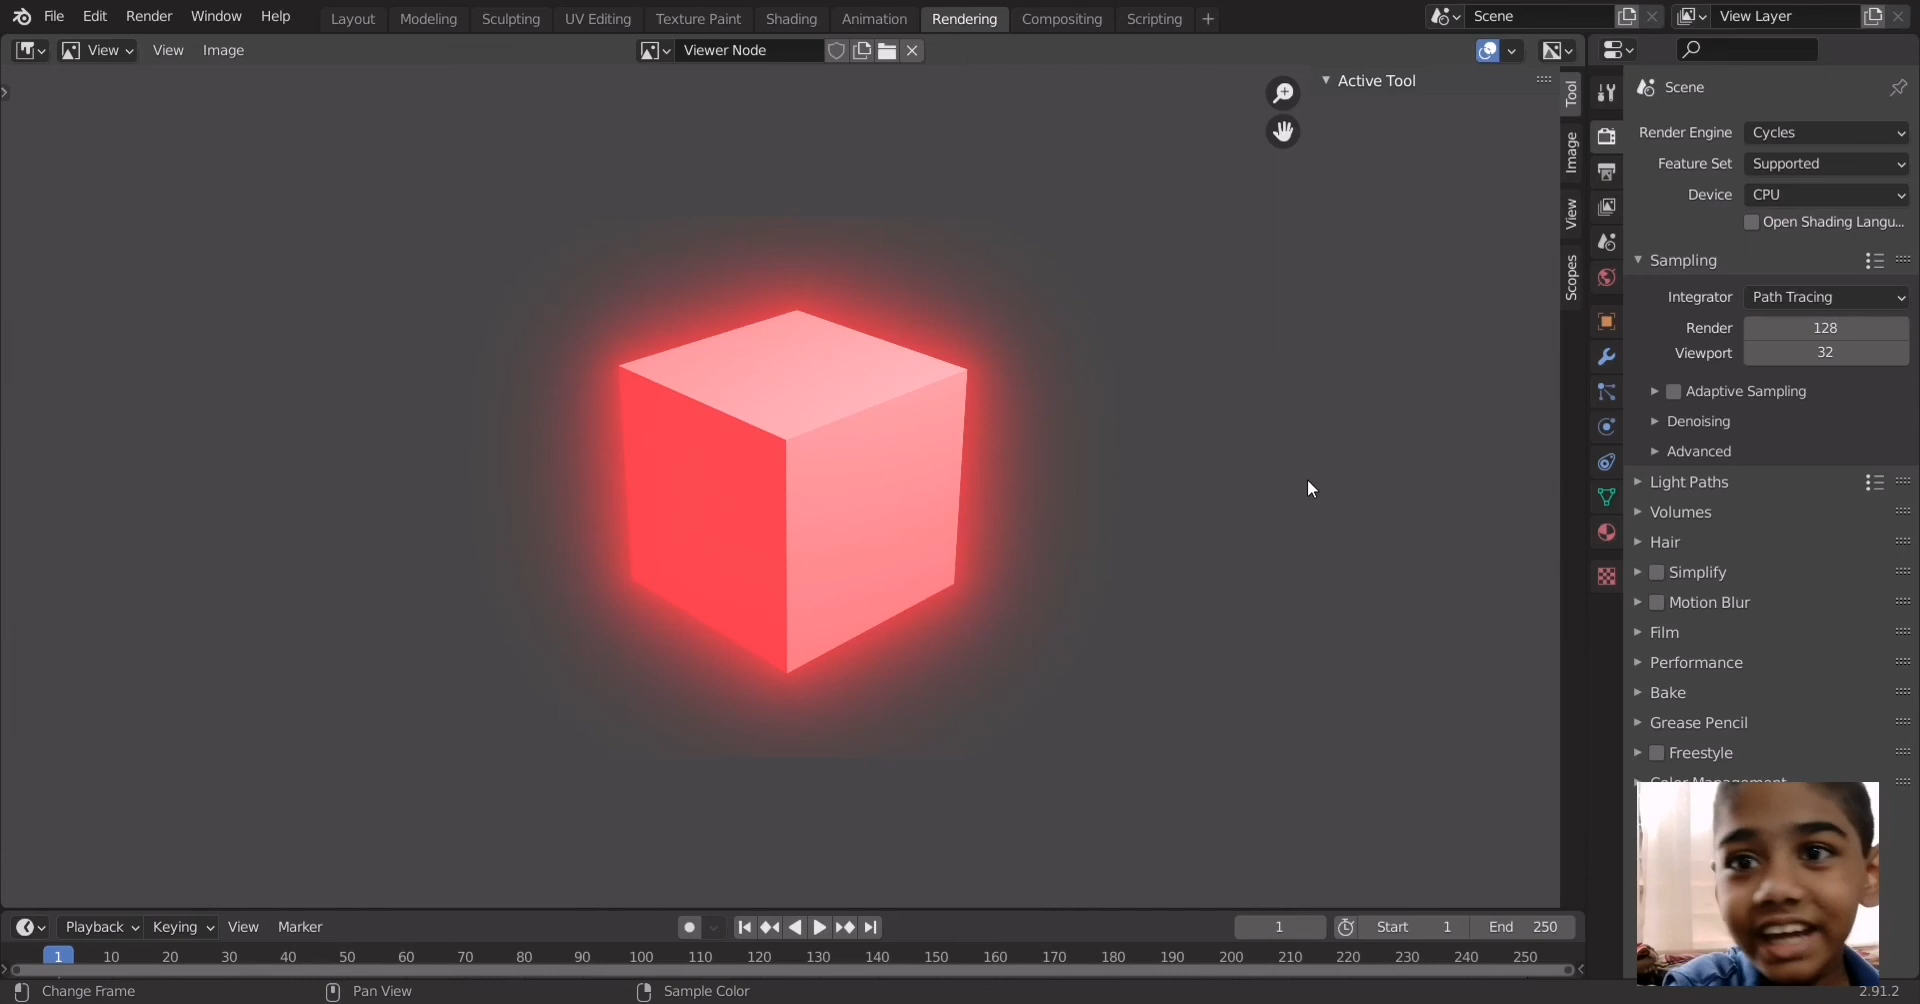 File Edit Render Window Help Layout Modeling Sculpting UV Editing Texture Paint Shading Animation Rendering Compositing Scripting + Scene View Layer
View View Image Viewer Node
Active Tool
Tool
Image
View
Scopes
Scene
Render Engine Cycles
Feature Set Supported
Device CPU
Open Shading Langu...
Sampling
Integrator Path Tracing
Render 128
Viewport 32
Adaptive Sampling
Denoising
Advanced
Light Paths
Volumes
Hair
Simplify
Motion Blur
Film
Performance
Bake
Grease Pencil
Freestyle
Color Management
Playback Keying View Marker 1 Start 1 End 250
1 10 20 30 40 50 60 70 80 90 100 110 120 130 140 150 160 170 180 190 200 210 220 230 240 250
Change Frame Pan View Sample Color 2.91.2